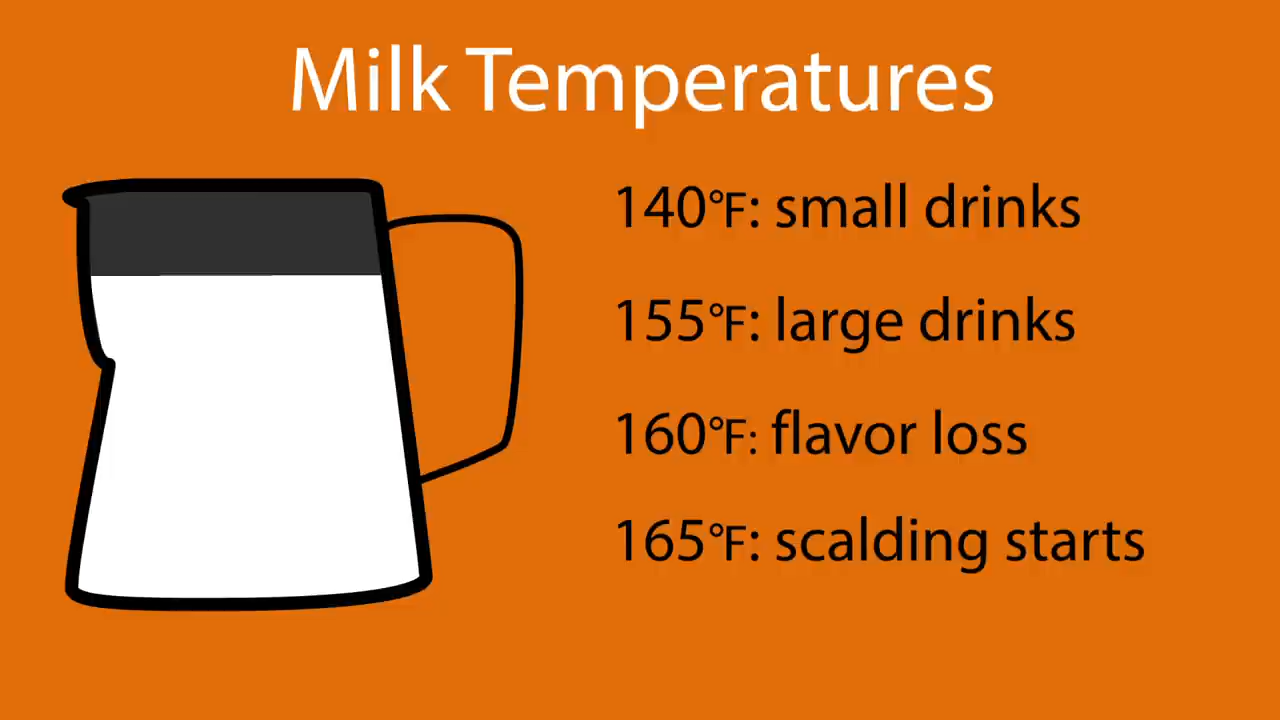 Milk Temperatures
140°F: small drinks
155°F: large drinks
160°F: flavor loss
165°F: scalding starts